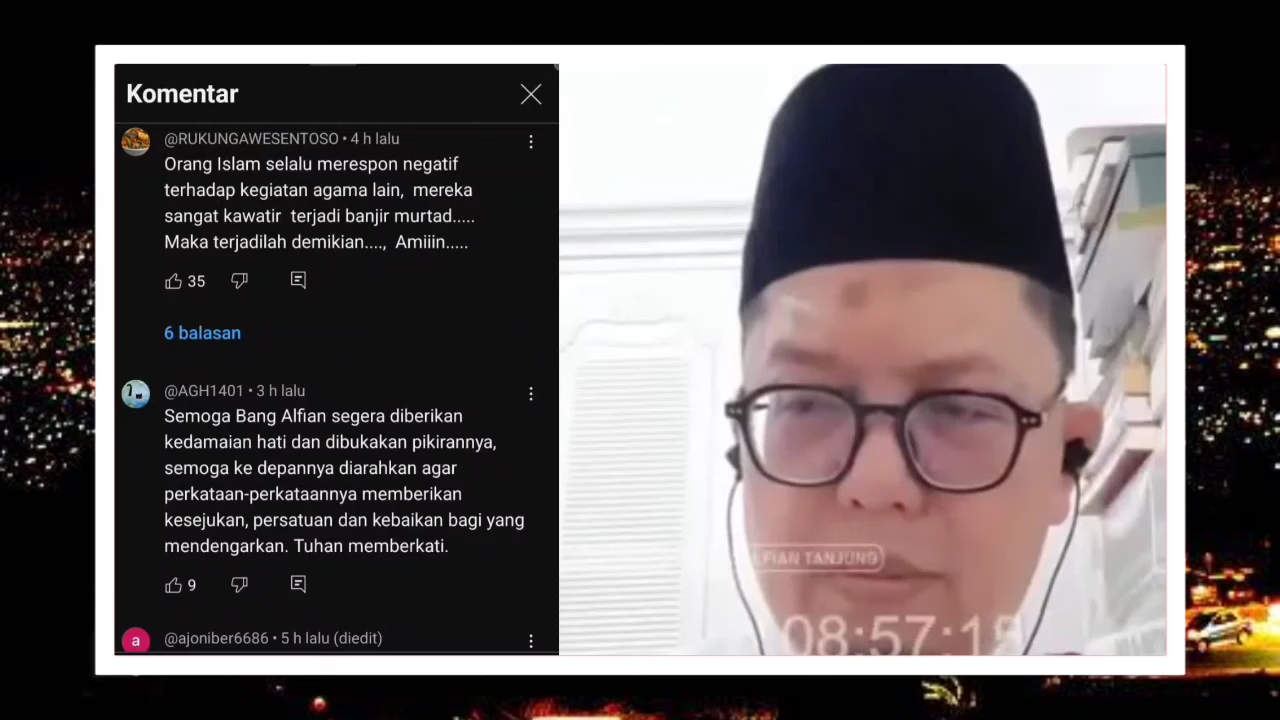 Komentar
@RUKUNGAWESENTOSO • 4 h lalu
Orang Islam selalu merespon negatif
terhadap kegiatan agama lain, mereka
sangat kawatir terjadi banjir murtad.....
Maka terjadilah demikian...., Amiiin.....
35
6 balasan
@AGH1401 • 3 h lalu
Semoga Bang Alfian segera diberikan
kedamaian hati dan dibukakan pikirannya,
semoga ke depannya diarahkan agar
perkataan-perkataannya memberikan
kesejukan, persatuan dan kebaikan bagi yang
mendengarkan. Tuhan memberkati.
9
a
@ajoniber6686 • 5 h lalu (diedit)
LFIAN TANJUNG